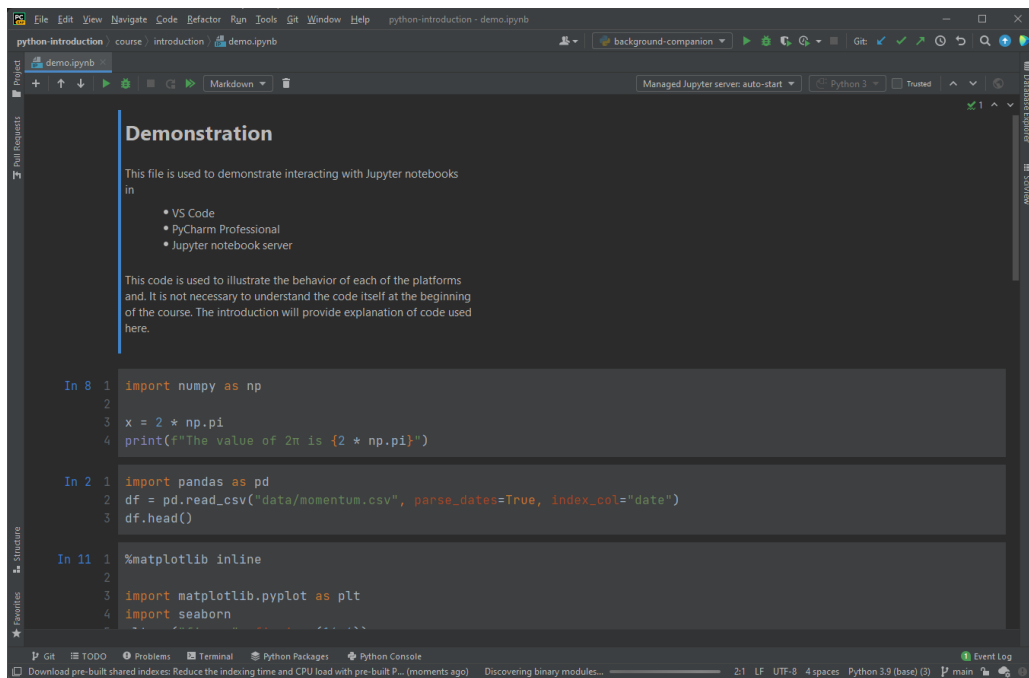 File Edit View Navigate Code Refactor Run Tools Git Window Help python-introduction - demo.ipynb
python-introduction course introduction demo.ipynb background-companion Git:
demo.ipynb
Markdown Managed Jupyter server: auto-start Python 3 Trusted
1
Project
Pull Requests
Structure
Favorites
Database Explorer
SciView
Demonstration
This file is used to demonstrate interacting with Jupyter notebooks
in
• VS Code
• PyCharm Professional
• Jupyter notebook server
This code is used to illustrate the behavior of each of the platforms
and. It is not necessary to understand the code itself at the beginning
of the course. The introduction will provide explanation of code used
here.
In 8 1 import numpy as np
2
3 x = 2 * np.pi
4 print(f"The value of 2π is {2 * np.pi}")
In 2 1 import pandas as pd
2 df = pd.read_csv("data/momentum.csv", parse_dates=True, index_col="date")
3 df.head()
In 11 1 %matplotlib inline
2
3 import matplotlib.pyplot as plt
4 import seaborn
Git TODO Problems Terminal Python Packages Python Console 1 Event Log
Download pre-built shared indexes: Reduce the indexing time and CPU load with pre-built P... (moments ago) Discovering binary modules... 2:1 LF UTF-8 4 spaces Python 3.9 (base) (3) main